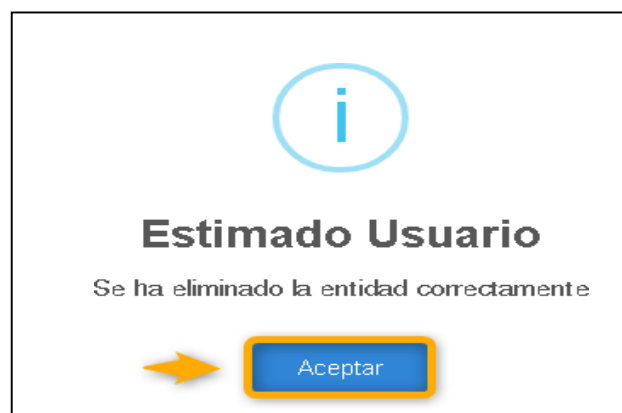 i
Estimado Usuario
Se ha eliminado la entidad correctamente
Aceptar